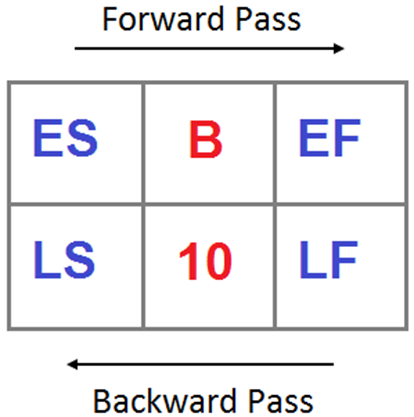 Forward Pass
ES B EF
LS 10 LF
Backward Pass